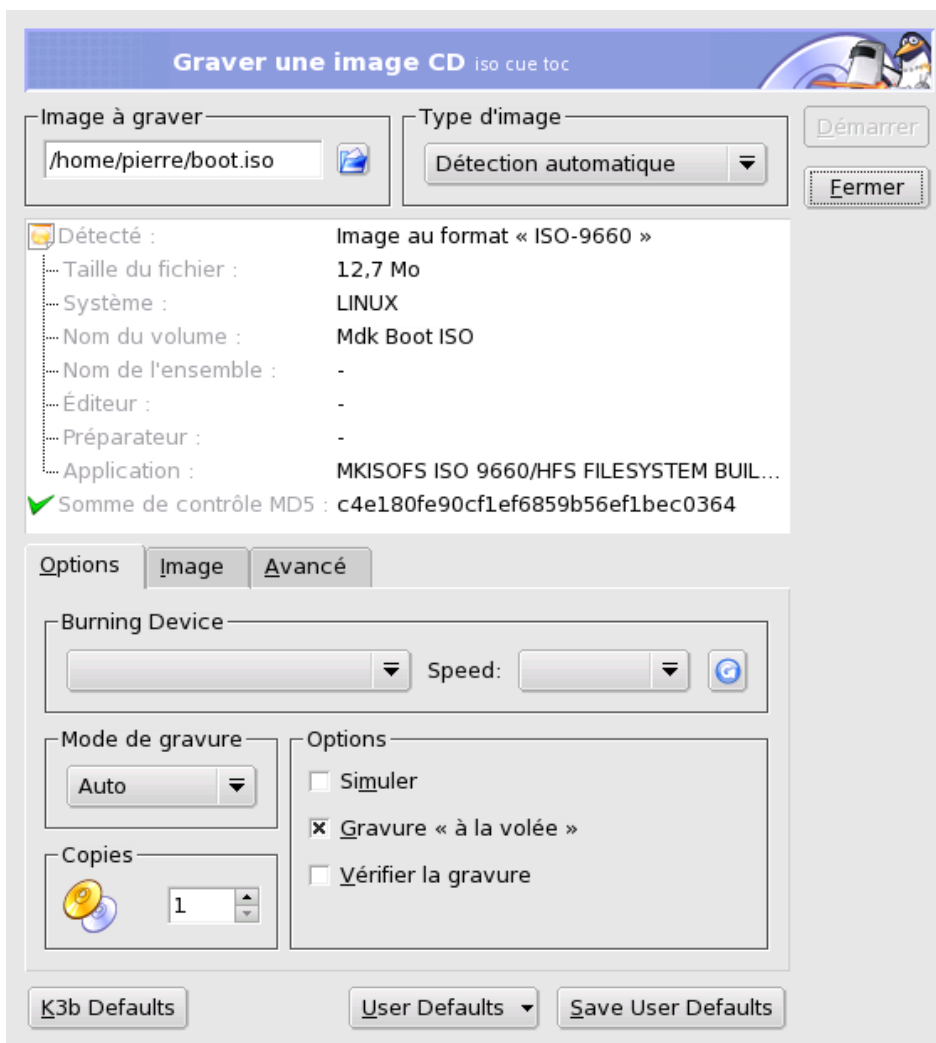 Graver une image CD iso cue toc
Image à graver
Type d'image
Démarrer
/home/pierre/boot.iso
Détection automatique
Fermer
Détecté : Image au format « ISO-9660 »
Taille du fichier : 12,7 Mo
Système : LINUX
Nom du volume : Mdk Boot ISO
Nom de l'ensemble : -
Éditeur : -
Préparateur : -
Application : MKISOFS ISO 9660/HFS FILESYSTEM BUIL...
Somme de contrôle MD5 : c4e180fe90cf1ef6859b56ef1bec0364
Options Image Avancé
Burning Device
Speed:
Mode de gravure
Options
Auto
Simuler
Gravure « à la volée »
Copies
Vérifier la gravure
1
K3b Defaults User Defaults Save User Defaults